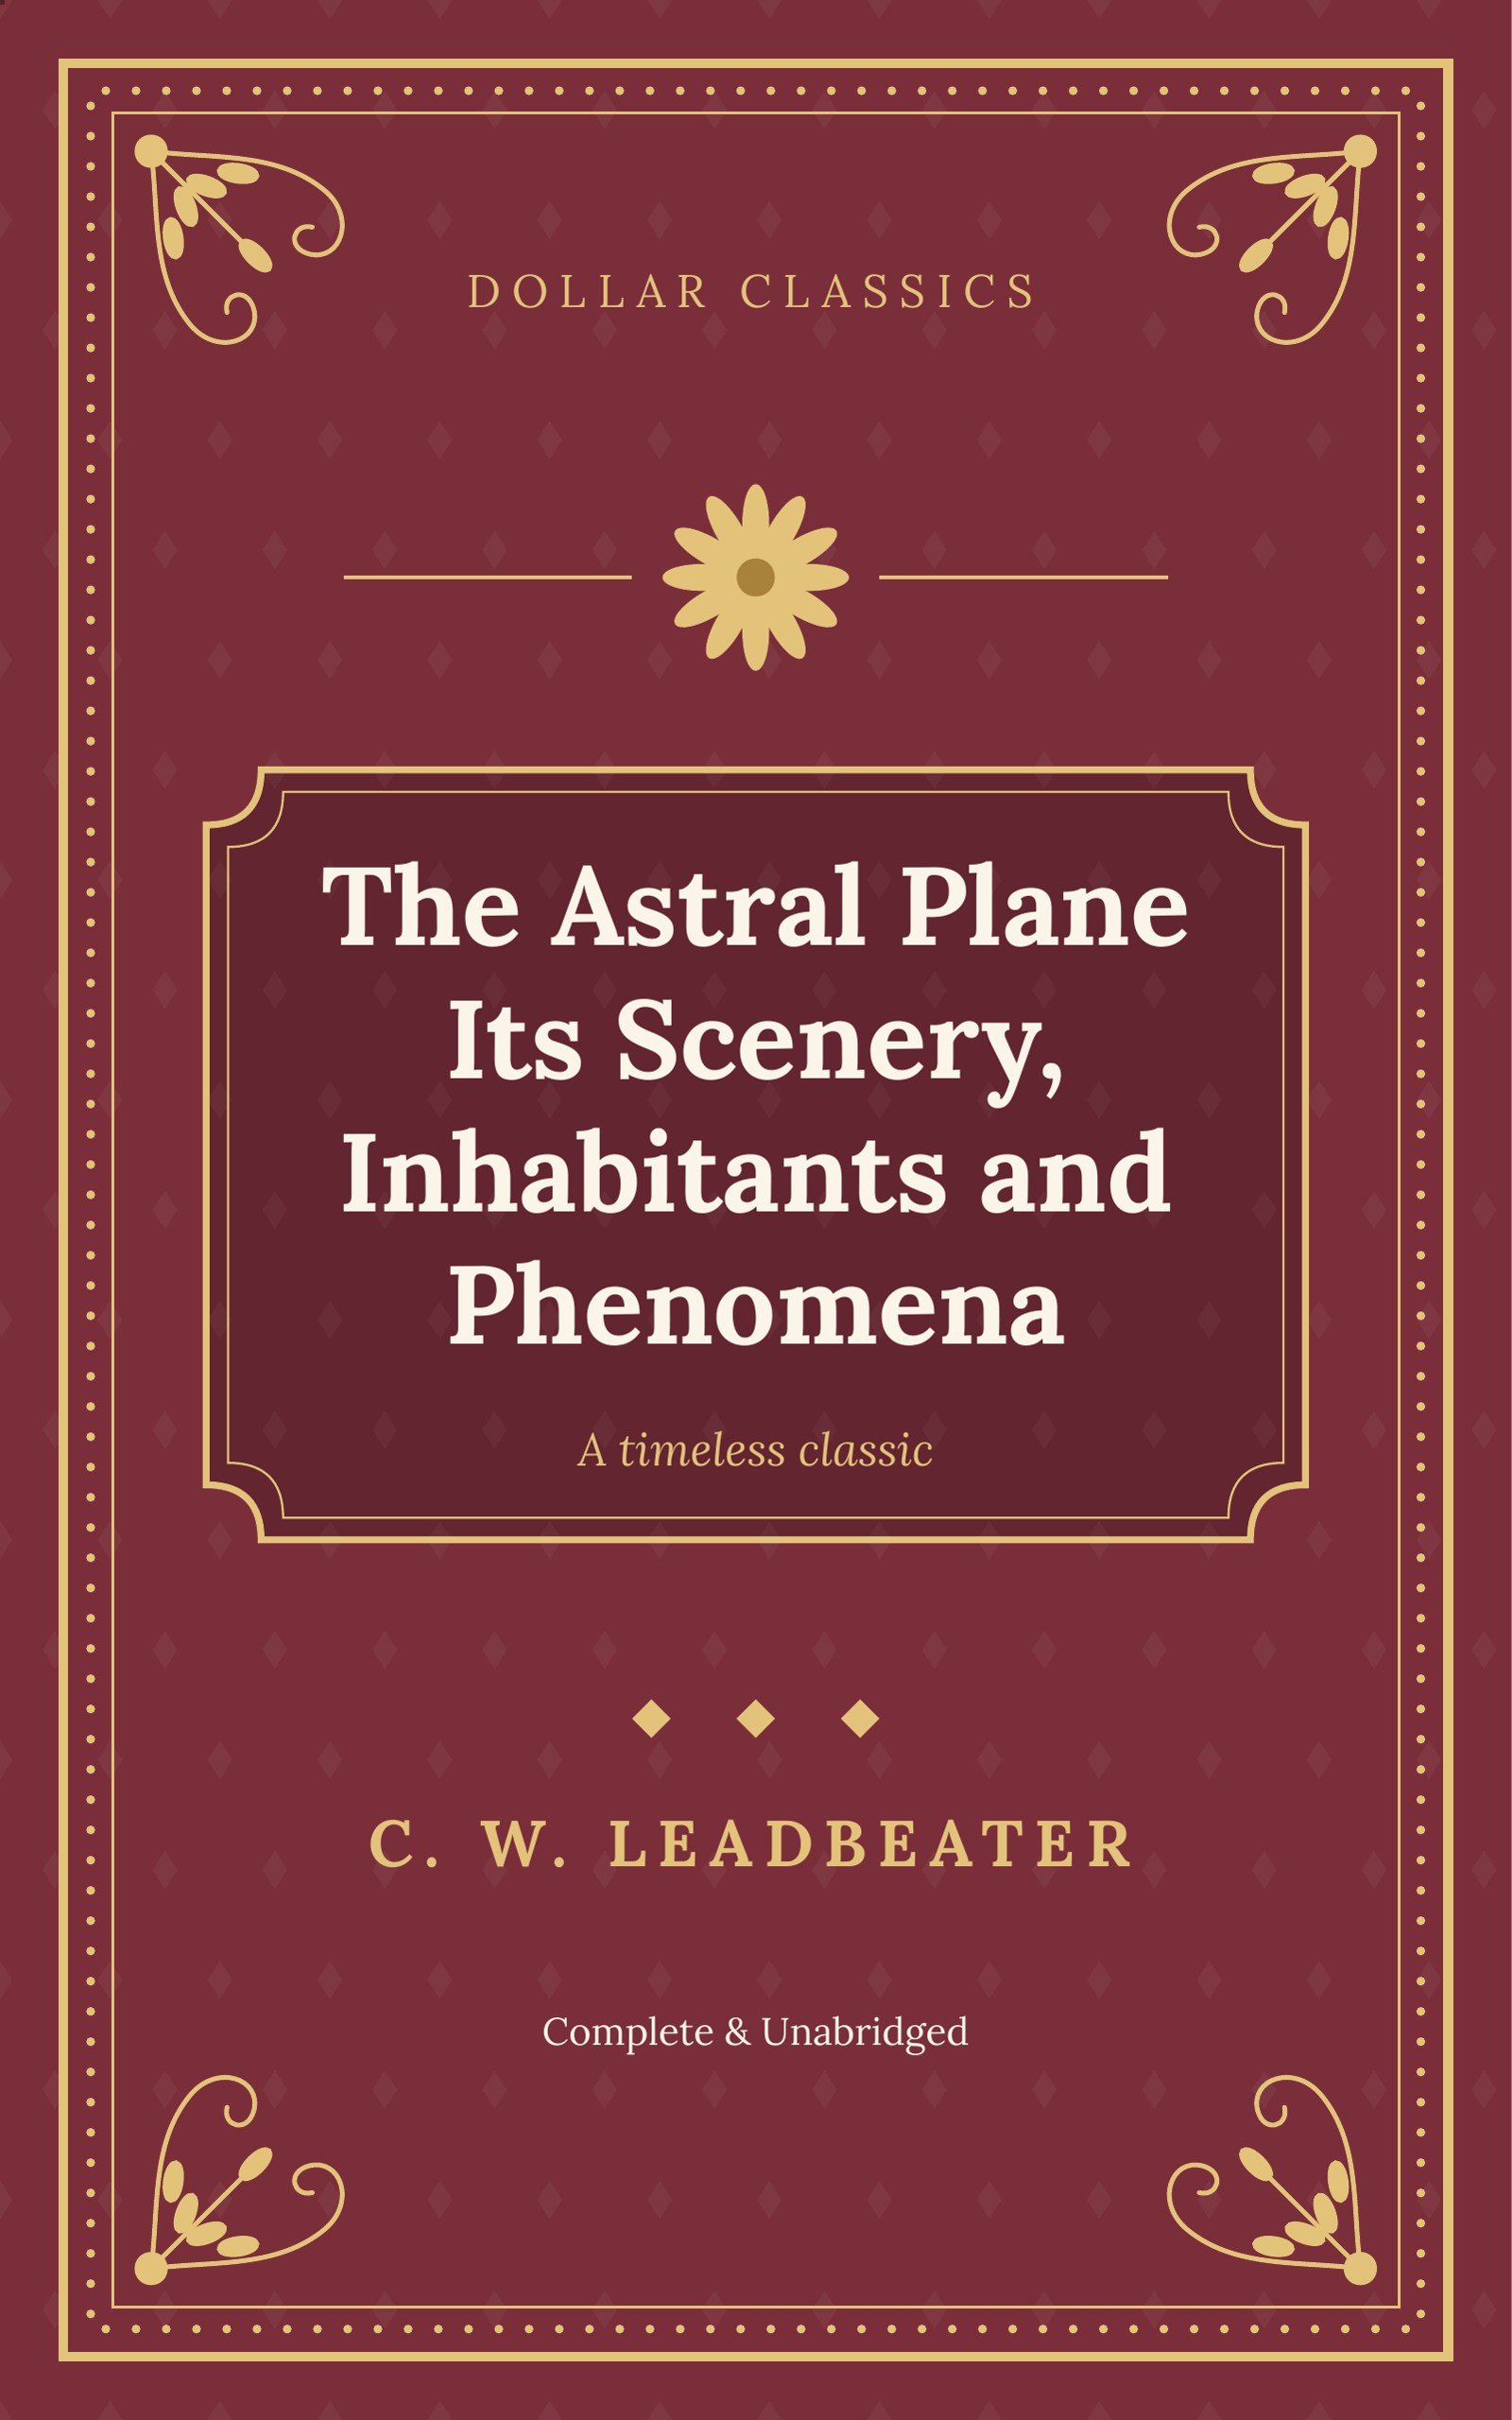 DOLLAR CLASSICS
The Astral Plane
Its Scenery,
Inhabitants and
Phenomena
A timeless classic
C. W. LEADBEATER
Complete & Unabridged